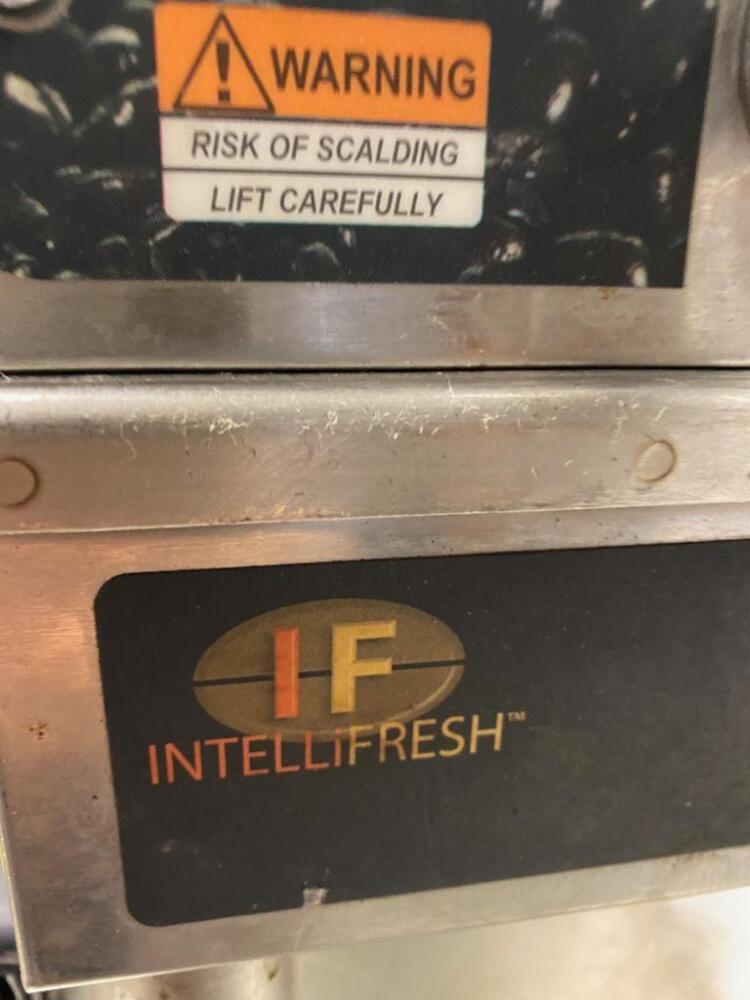 WARNING
RISK OF SCALDING
LIFT CAREFULLY
IF
INTELLiFRESH™